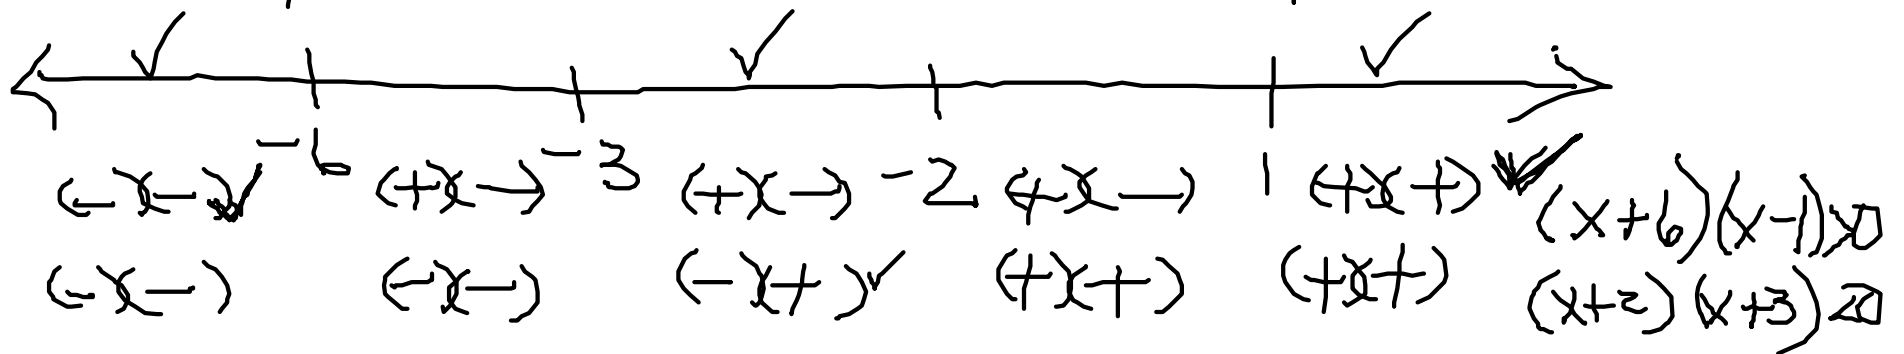 -6 -3 -2 1
(-)(-)✓ (+)(-) (+)(-) (+)(-) (+)(+)✓ (x+6)(x-1)>0
(-)(-) (-)(-) (-)(+)✓ (+)(+) (+)(+) (x+2)(x+3)<0